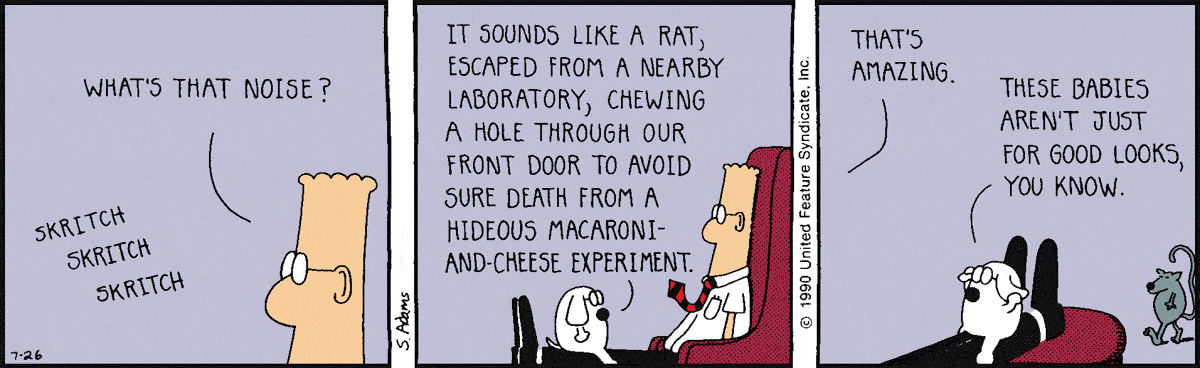 WHAT'S THAT NOISE?
SKRITCH
SKRITCH
SKRITCH
7-26
S. Adams
IT SOUNDS LIKE A RAT,
ESCAPED FROM A NEARBY
LABORATORY, CHEWING
A HOLE THROUGH OUR
FRONT DOOR TO AVOID
SURE DEATH FROM A
HIDEOUS MACARONI-
AND-CHEESE EXPERIMENT.
© 1990 United Feature Syndicate, Inc.
THAT'S
AMAZING.
THESE BABIES
AREN'T JUST
FOR GOOD LOOKS,
YOU KNOW.